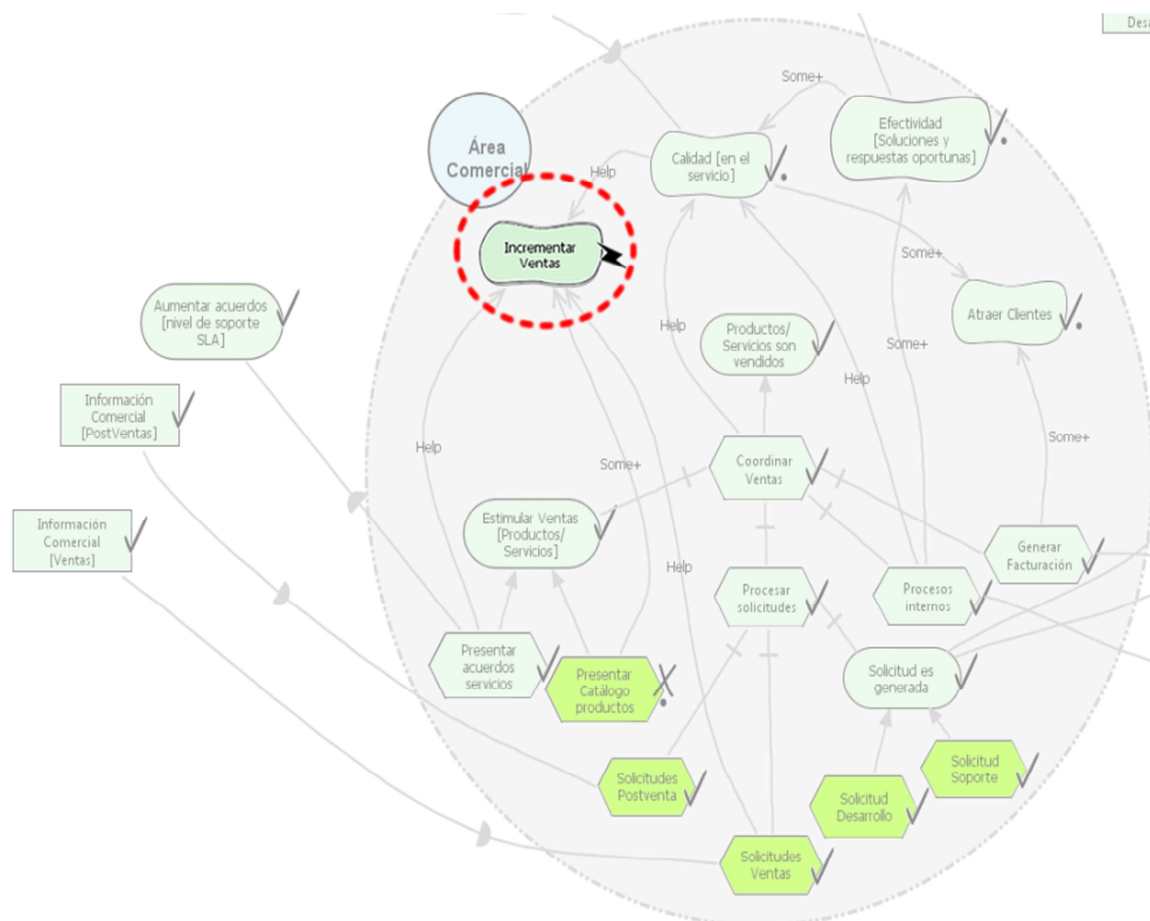 Desa
Some+
Efectividad
[Soluciones y
respuestas oportunas]
Área
Comercial
Calidad [en el
servicio]
Help
Incrementar
Ventas
Some+
Aumentar acuerdos
[nivel de soporte
SLA]
Atraer Clientes
Help
Productos/
Servicios son
vendidos
Some+
Help
Información
Comercial
[PostVentas]
Help
Some+
Some+
Coordinar
Ventas
Estimular Ventas
[Productos/
Servicios]
Información
Comercial
[Ventas]
Generar
Facturación
Help
Procesar
solicitudes
Procesos
internos
Presentar
acuerdos
servicios
Presentar
Catálogo
productos
Solicitud es
generada
Solicitudes
Postventa
Solicitud
Soporte
Solicitud
Desarrollo
Solicitudes
Ventas